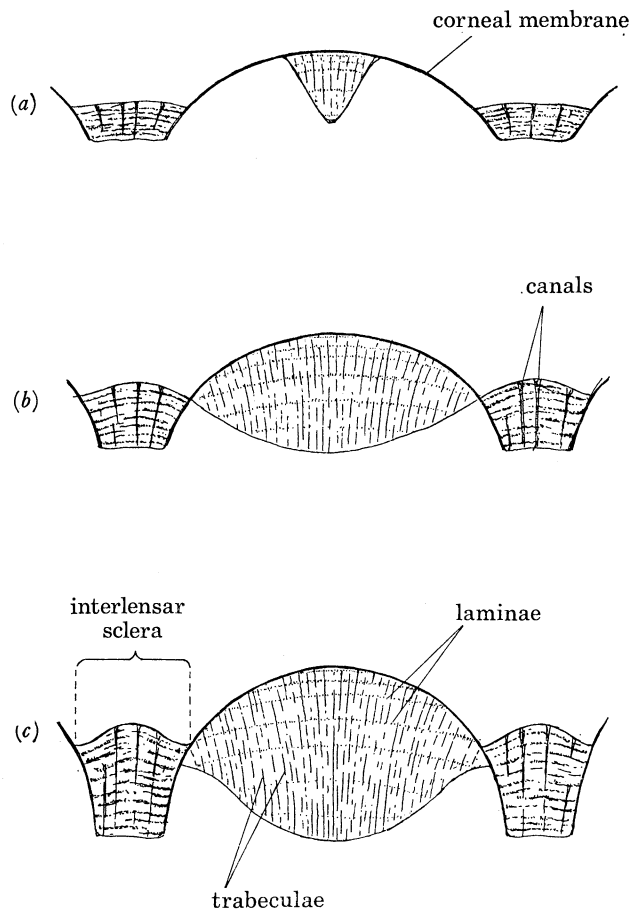 corneal membrane
(a)
canals
(b)
interlensar
sclera
laminae
(c)
trabeculae